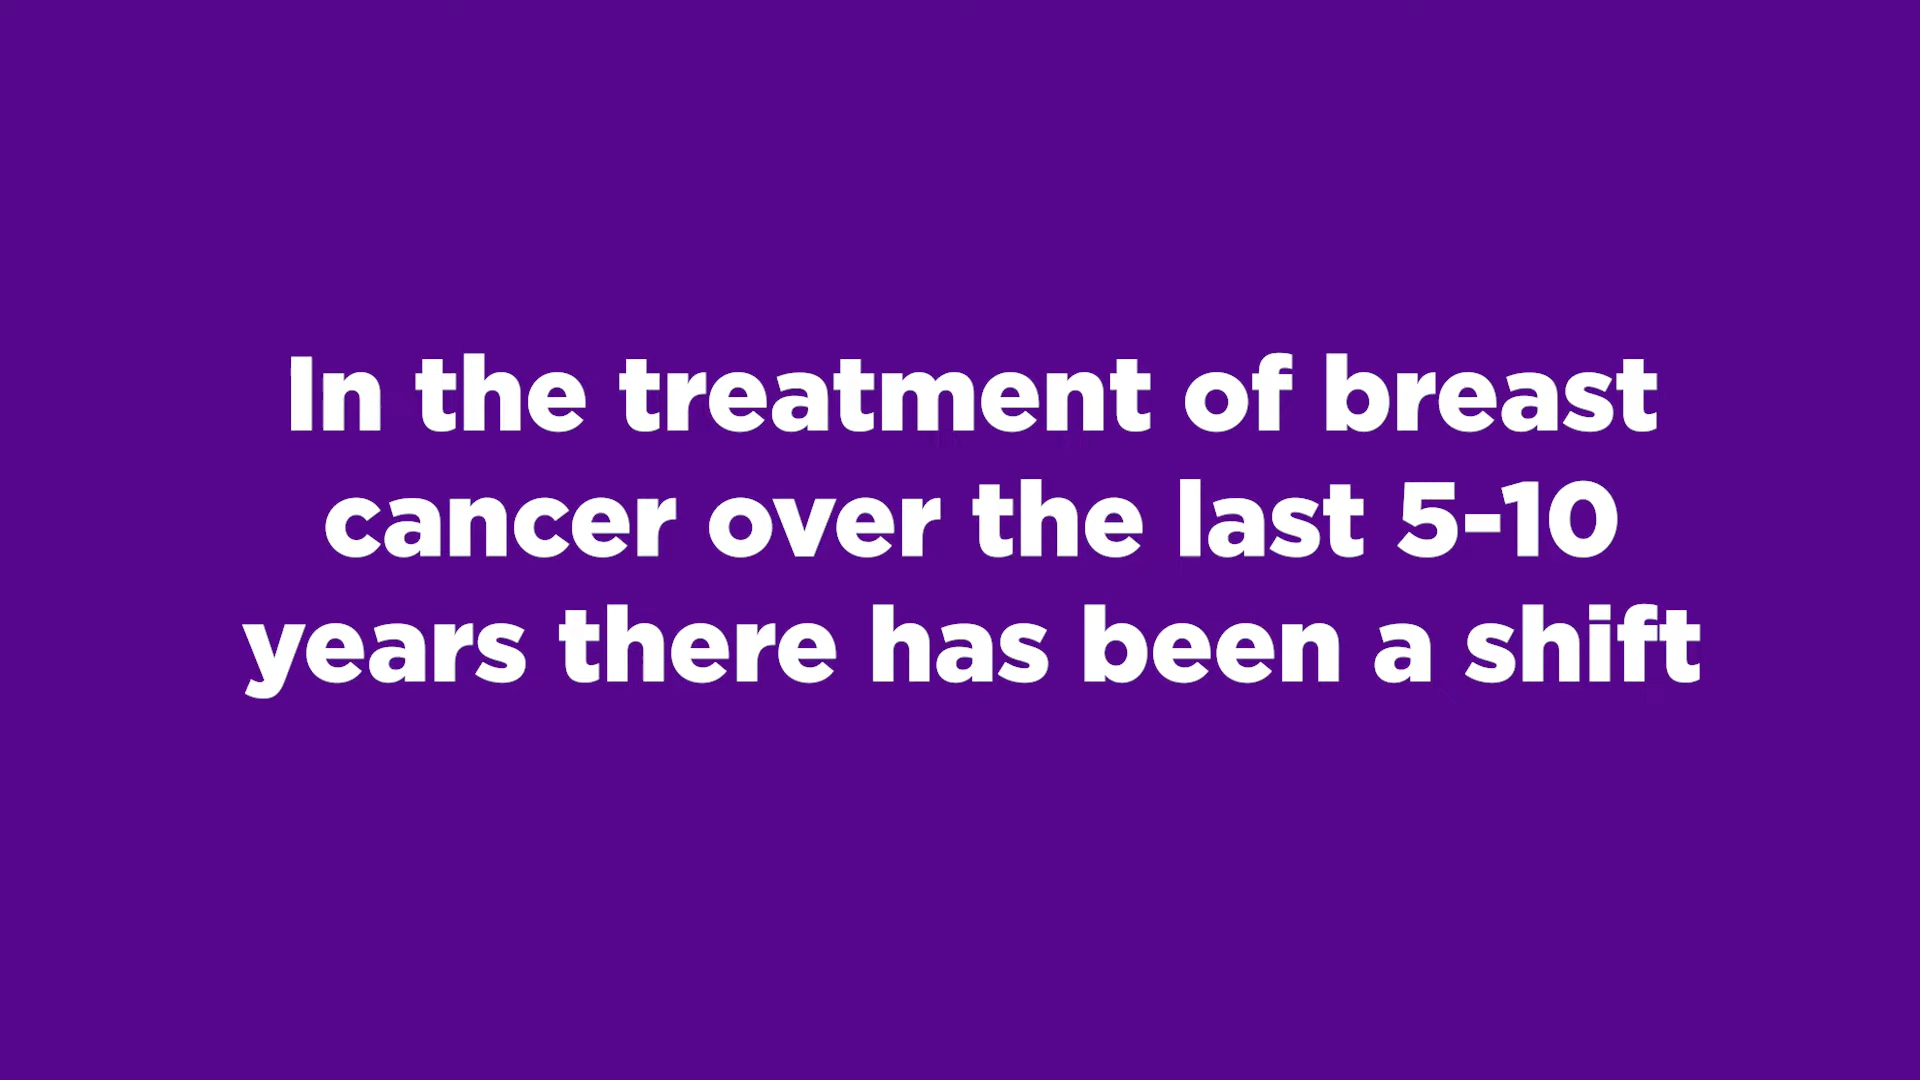 In the treatment of breast
cancer over the last 5-10
years there has been a shift